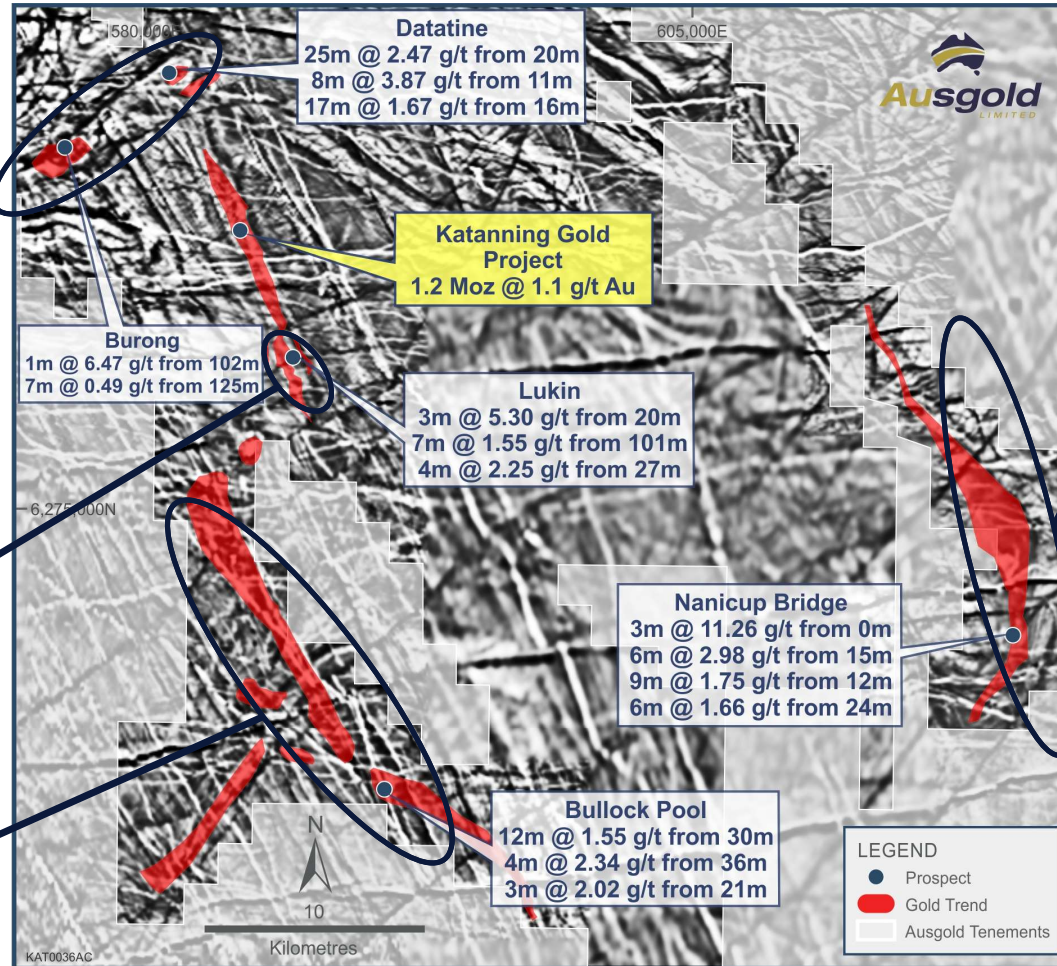 580,000E
605,000E
Datatine
25m @ 2.47 g/t from 20m
8m @ 3.87 g/t from 11m
17m @ 1.67 g/t from 16m
Ausgold
LIMITED
Katanning Gold
Project
1.2 Moz @ 1.1 g/t Au
Burong
1m @ 6.47 g/t from 102m
7m @ 0.49 g/t from 125m
Lukin
3m @ 5.30 g/t from 20m
7m @ 1.55 g/t from 101m
4m @ 2.25 g/t from 27m
6,275,000N
Nanicup Bridge
3m @ 11.26 g/t from 0m
6m @ 2.98 g/t from 15m
9m @ 1.75 g/t from 12m
6m @ 1.66 g/t from 24m
Bullock Pool
12m @ 1.55 g/t from 30m
4m @ 2.34 g/t from 36m
3m @ 2.02 g/t from 21m
N
10
Kilometres
LEGEND
Prospect
Gold Trend
Ausgold Tenements
KAT0036AC